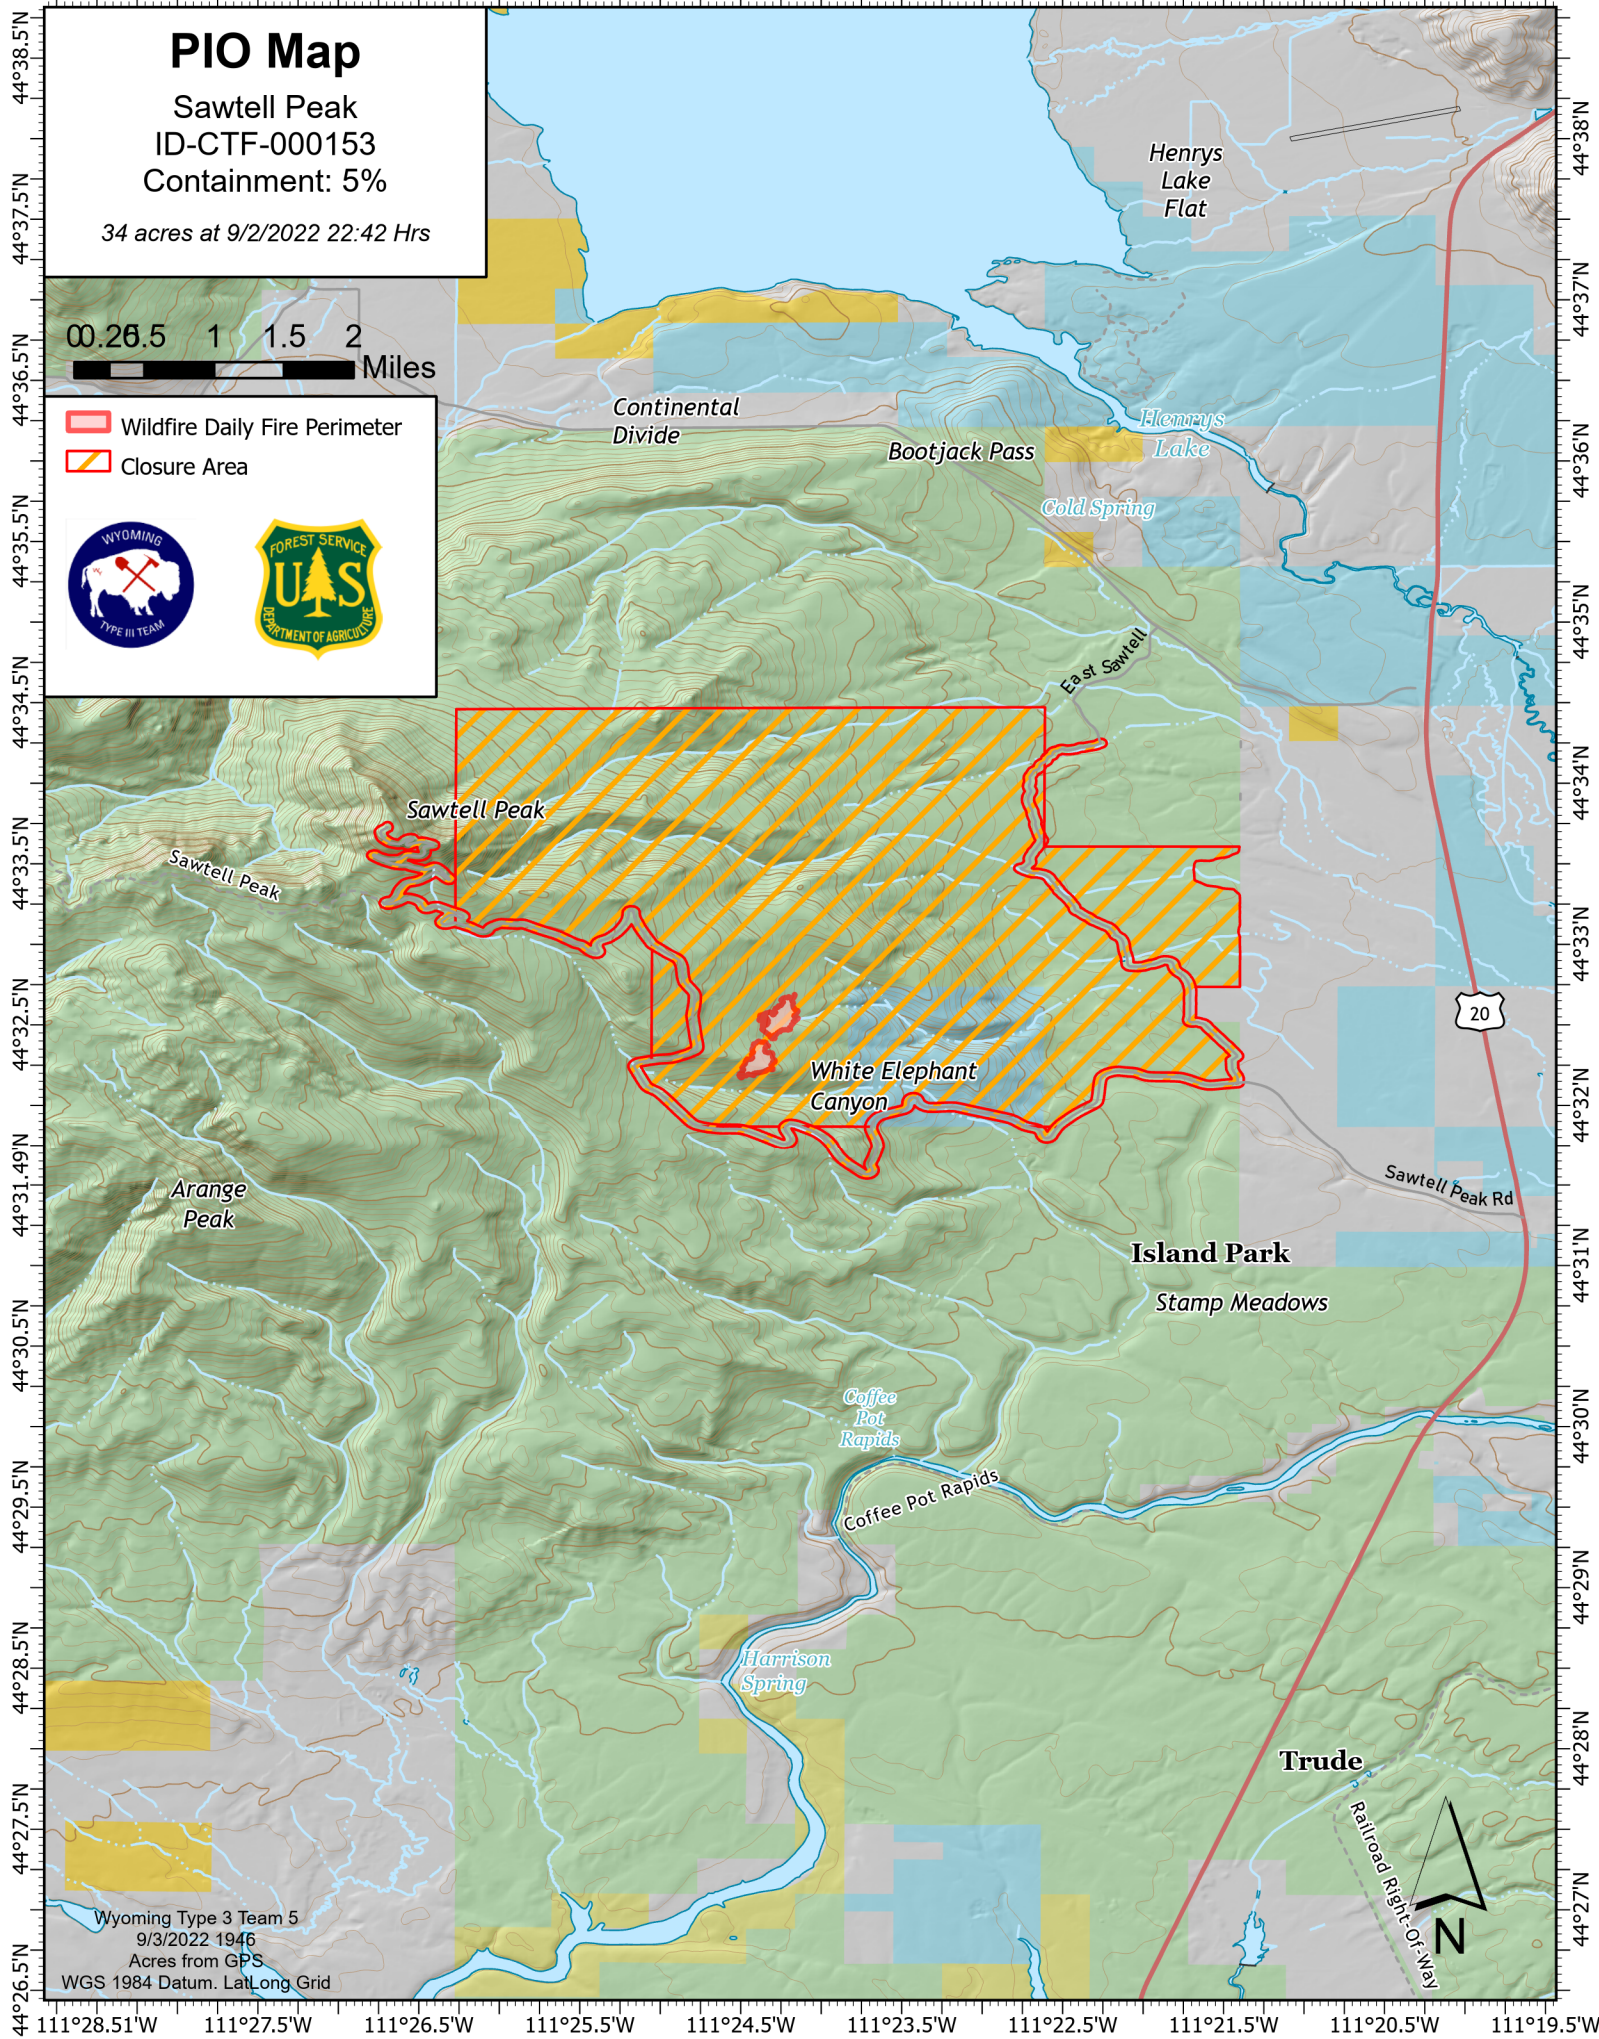 PIO Map
Sawtell Peak
ID-CTF-000153
Containment: 5%
34 acres at 9/2/2022 22:42 Hrs
0 0.25 0.5 1 1.5 2
Miles
Wildfire Daily Fire Perimeter
Closure Area
WYOMING
TYPE III TEAM
FOREST SERVICE
U S
DEPARTMENT OF AGRICULTURE
Henrys
Lake
Flat
Continental
Divide
Bootjack Pass
Henrys
Lake
Cold Spring
East Sawtell
Sawtell Peak
Sawtell Peak
20
White Elephant
Canyon
Arange
Peak
Sawtell Peak Rd
Island Park
Stamp Meadows
Coffee
Pot
Rapids
Coffee Pot Rapids
Harrison
Spring
Trude
Railroad Right-Of-Way
N
Wyoming Type 3 Team 5
9/3/2022 1946
Acres from GPS
WGS 1984 Datum. LatLong Grid
44°38.5'N
44°37.5'N
44°36.5'N
44°35.5'N
44°34.5'N
44°33.5'N
44°32.5'N
44°31.49'N
44°30.5'N
44°29.5'N
44°28.5'N
44°27.5'N
44°26.5'N
44°38'N
44°37'N
44°36'N
44°35'N
44°34'N
44°33'N
44°32'N
44°31'N
44°30'N
44°29'N
44°28'N
44°27'N
111°28.51'W 111°27.5'W 111°26.5'W 111°25.5'W 111°24.5'W 111°23.5'W 111°22.5'W 111°21.5'W 111°20.5'W 111°19.5'W